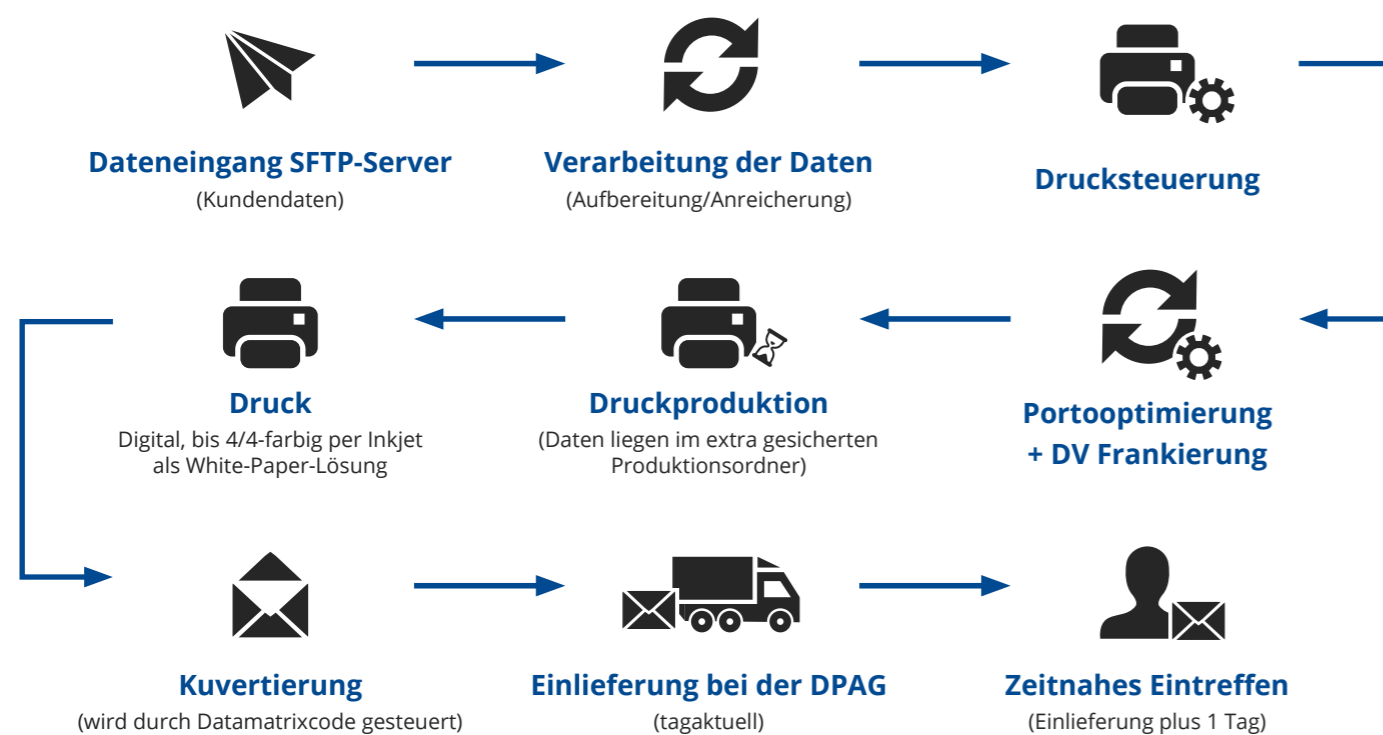 Dateneingang SFTP-Server
(Kundendaten)
Verarbeitung der Daten
(Aufbereitung/Anreicherung)
Drucksteuerung
Druck
Digital, bis 4/4-farbig per Inkjet
als White-Paper-Lösung
Druckproduktion
(Daten liegen im extra gesicherten
Produktionsordner)
Portooptimierung
+ DV Frankierung
Kuvertierung
(wird durch Datamatrixcode gesteuert)
Einlieferung bei der DPAG
(tagaktuell)
Zeitnahes Eintreffen
(Einlieferung plus 1 Tag)